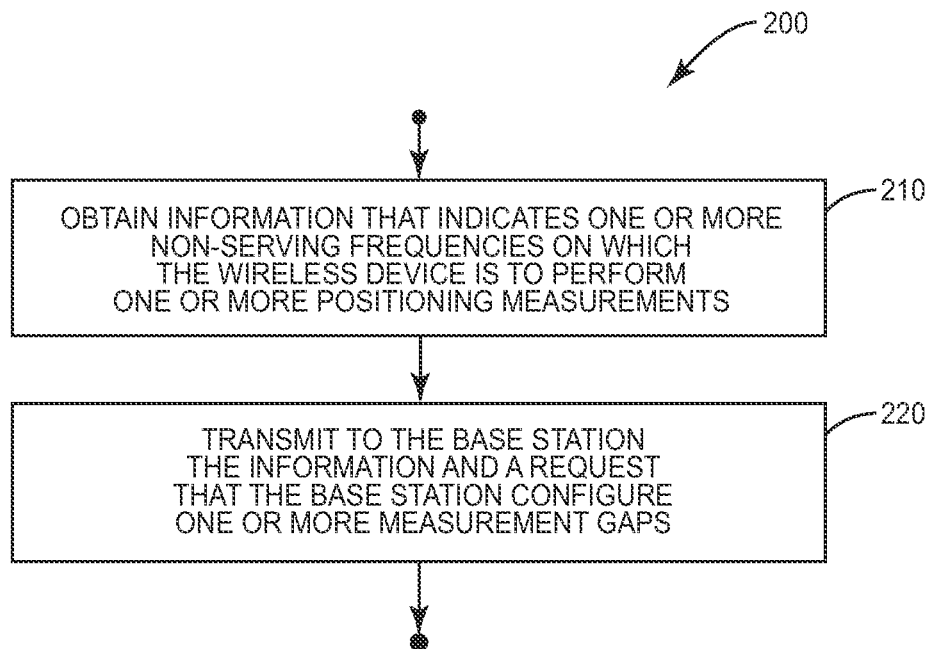 200
210
OBTAIN INFORMATION THAT INDICATES ONE OR MORE
NON-SERVING FREQUENCIES ON WHICH
THE WIRELESS DEVICE IS TO PERFORM
ONE OR MORE POSITIONING MEASUREMENTS
220
TRANSMIT TO THE BASE STATION
THE INFORMATION AND A REQUEST
THAT THE BASE STATION CONFIGURE
ONE OR MORE MEASUREMENT GAPS